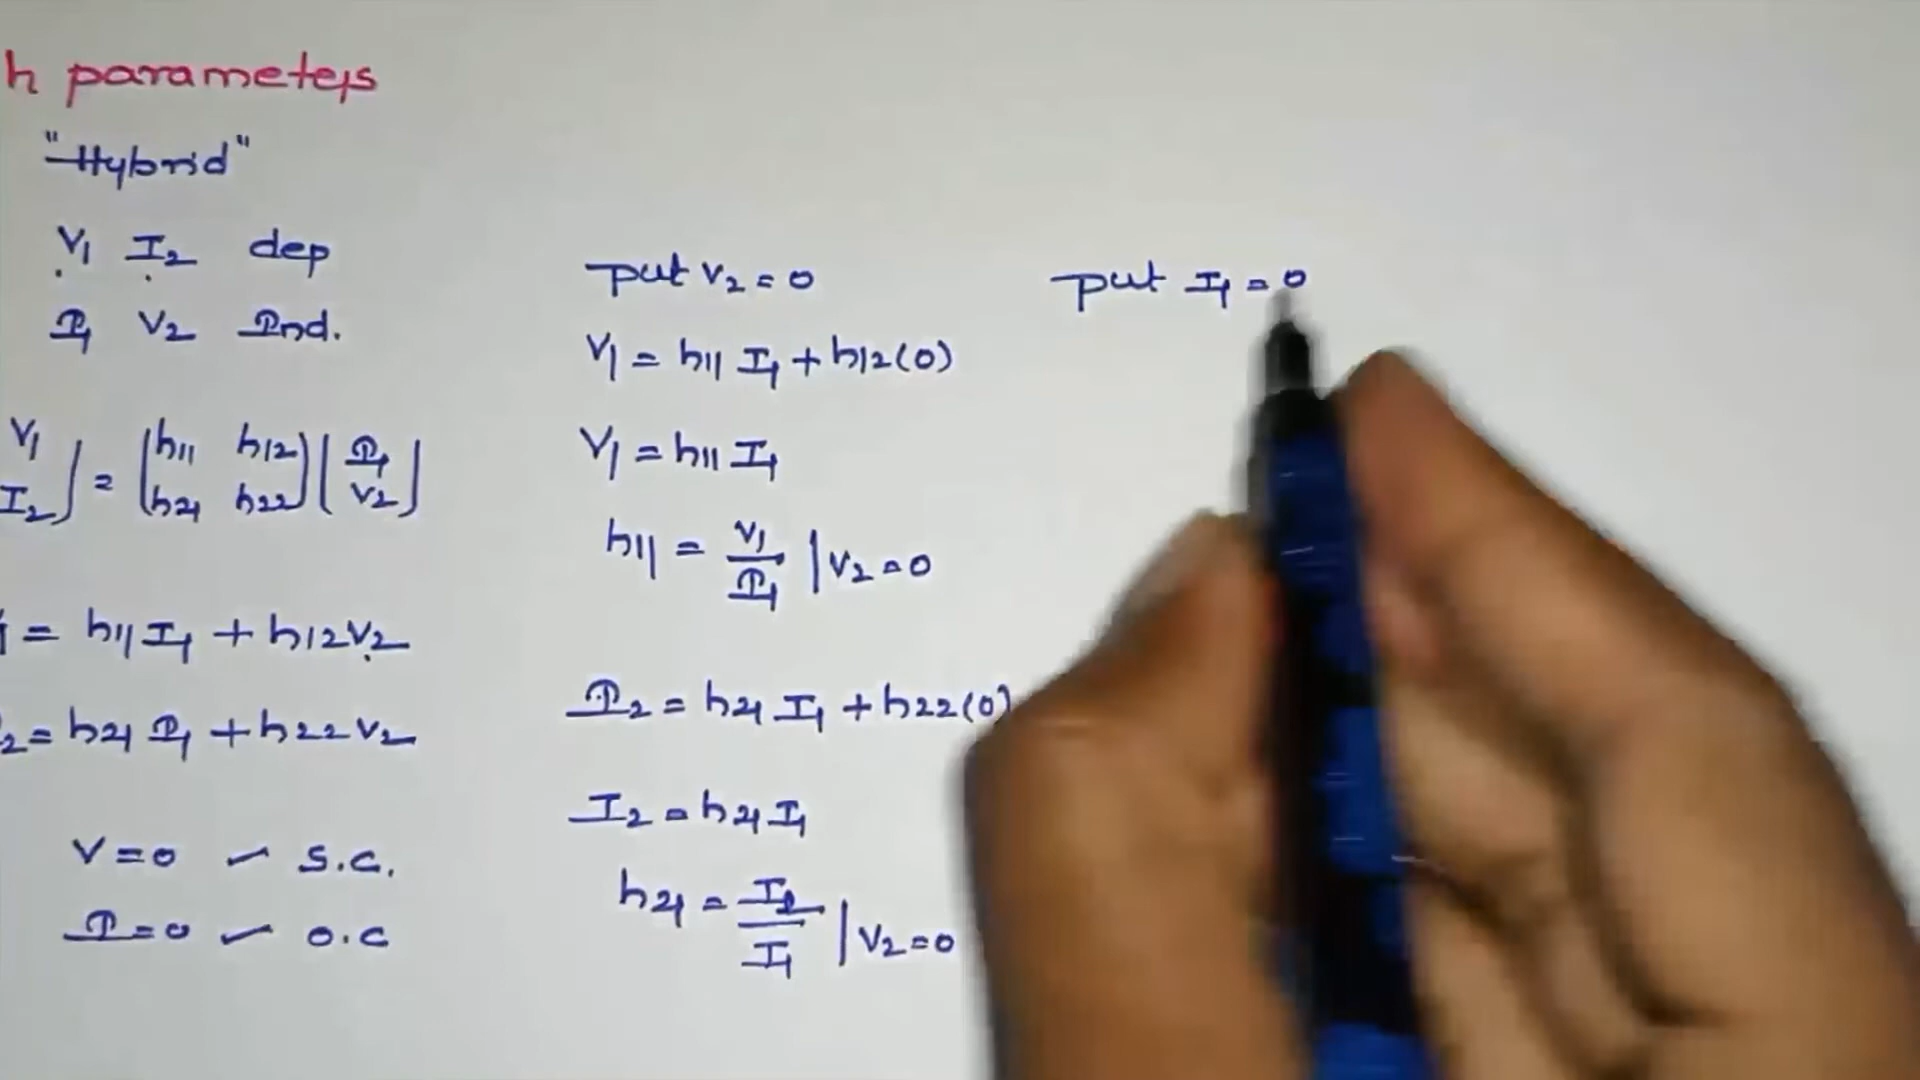 h parameters
"Hybrid"
V1 I2 dep
I1 V2 Ind.
V1
I2] = [h11 h12
h21 h22] [I1
V2]
= h11 I1 + h12 V2
2 = h21 I1 + h22 V2
V=0 – S.C.
I=0 – O.C
put V2 = 0
V1 = h11 I1 + h12(0)
V1 = h11 I1
h11 = V1/I1 | V2=0
I2 = h21 I1 + h22(0)
I2 = h21 I1
h21 = I2/I1 | V2=0
put I1 = 0